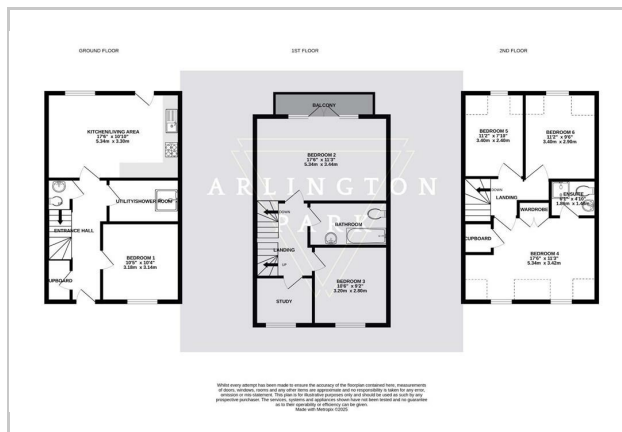 GROUND FLOOR
KITCHEN/LIVING AREA
17'6" x 10'10"
5.34m x 3.30m
UTILITY/SHOWER ROOM
ENTRANCE HALL
BEDROOM 1
10'5" x 10'4"
3.18m x 3.14m
CUPBOARD
1ST FLOOR
BALCONY
BEDROOM 2
17'6" x 11'3"
5.34m x 3.44m
ARLINGTON
PARK
DOWN
BATHROOM
LANDING
UP
BEDROOM 3
10'6" x 9'2"
3.20m x 2.80m
STUDY
2ND FLOOR
BEDROOM 5
11'2" x 7'10"
3.40m x 2.40m
BEDROOM 6
11'2" x 9'6"
3.40m x 2.90m
DOWN
LANDING
ENSUITE
WARDROBE
CUPBOARD
BEDROOM 4
17'6" x 11'3"
5.34m x 3.42m
Whilst every attempt has been made to ensure the accuracy of the floorplan contained here, measurements
of doors, windows, rooms and any other items are approximate and no responsibility is taken for any error,
omission or mis-statement. This plan is for illustrative purposes only and should be used as such by any
prospective purchaser. The services, systems and appliances shown have not been tested and no guarantee
as to their operability or efficiency can be given.
Made with Metropix ©2025